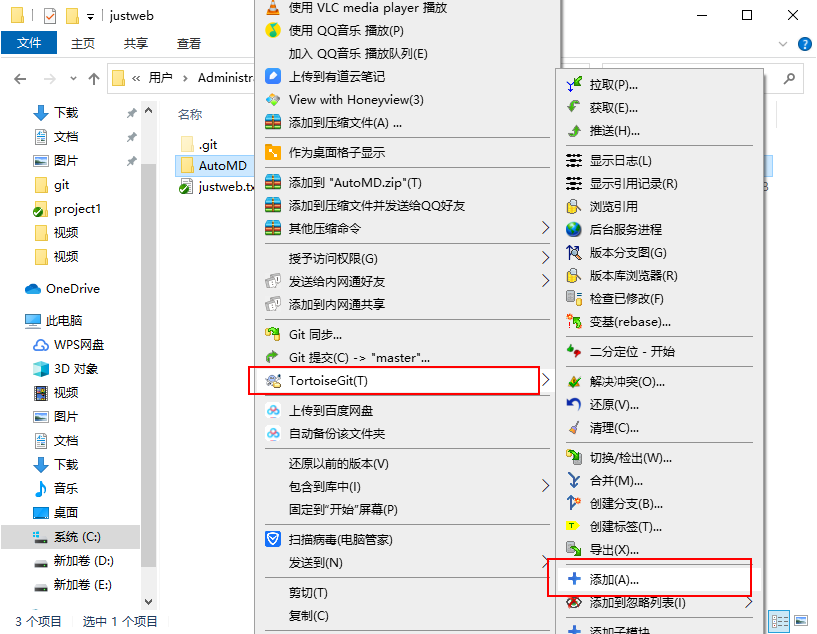 justweb
文件
主页
共享
查看
« 用户 › Administra
下载
文档
图片
git
project1
视频
视频
OneDrive
此电脑
WPS网盘
3D 对象
视频
图片
文档
下载
音乐
桌面
系统 (C:)
新加卷 (D:)
新加卷 (E:)
3 个项目
选中 1 个项目
名称
.git
AutoMD
justweb.tx
使用 VLC media player 播放
使用 QQ音乐 播放(P)
加入 QQ音乐 播放队列(E)
上传到有道云笔记
View with Honeyview(3)
添加到压缩文件(A) ...
作为桌面格子显示
添加到 "AutoMD.zip"(T)
添加到压缩文件并发送给QQ好友
其他压缩命令
授予访问权限(G)
发送给内网通好友
添加到内网通共享
Git 同步...
Git 提交(C) -> "master"...
TortoiseGit(T)
上传到百度网盘
自动备份该文件夹
还原以前的版本(V)
包含到库中(I)
固定到"开始"屏幕(P)
扫描病毒(电脑管家)
发送到(N)
剪切(T)
复制(C)
拉取(P)...
获取(E)...
推送(H)...
显示日志(L)
显示引用记录(R)
浏览引用
后台服务进程
版本分支图(G)
版本库浏览器(R)
检查已修改(F)
变基(rebase)...
二分定位 - 开始
解决冲突(O)...
还原(V)...
清理(C)...
切换/检出(W)...
合并(M)...
创建分支(B)...
创建标签(T)...
导出(X)...
添加(A)...
添加到忽略列表(I)
添加子模块